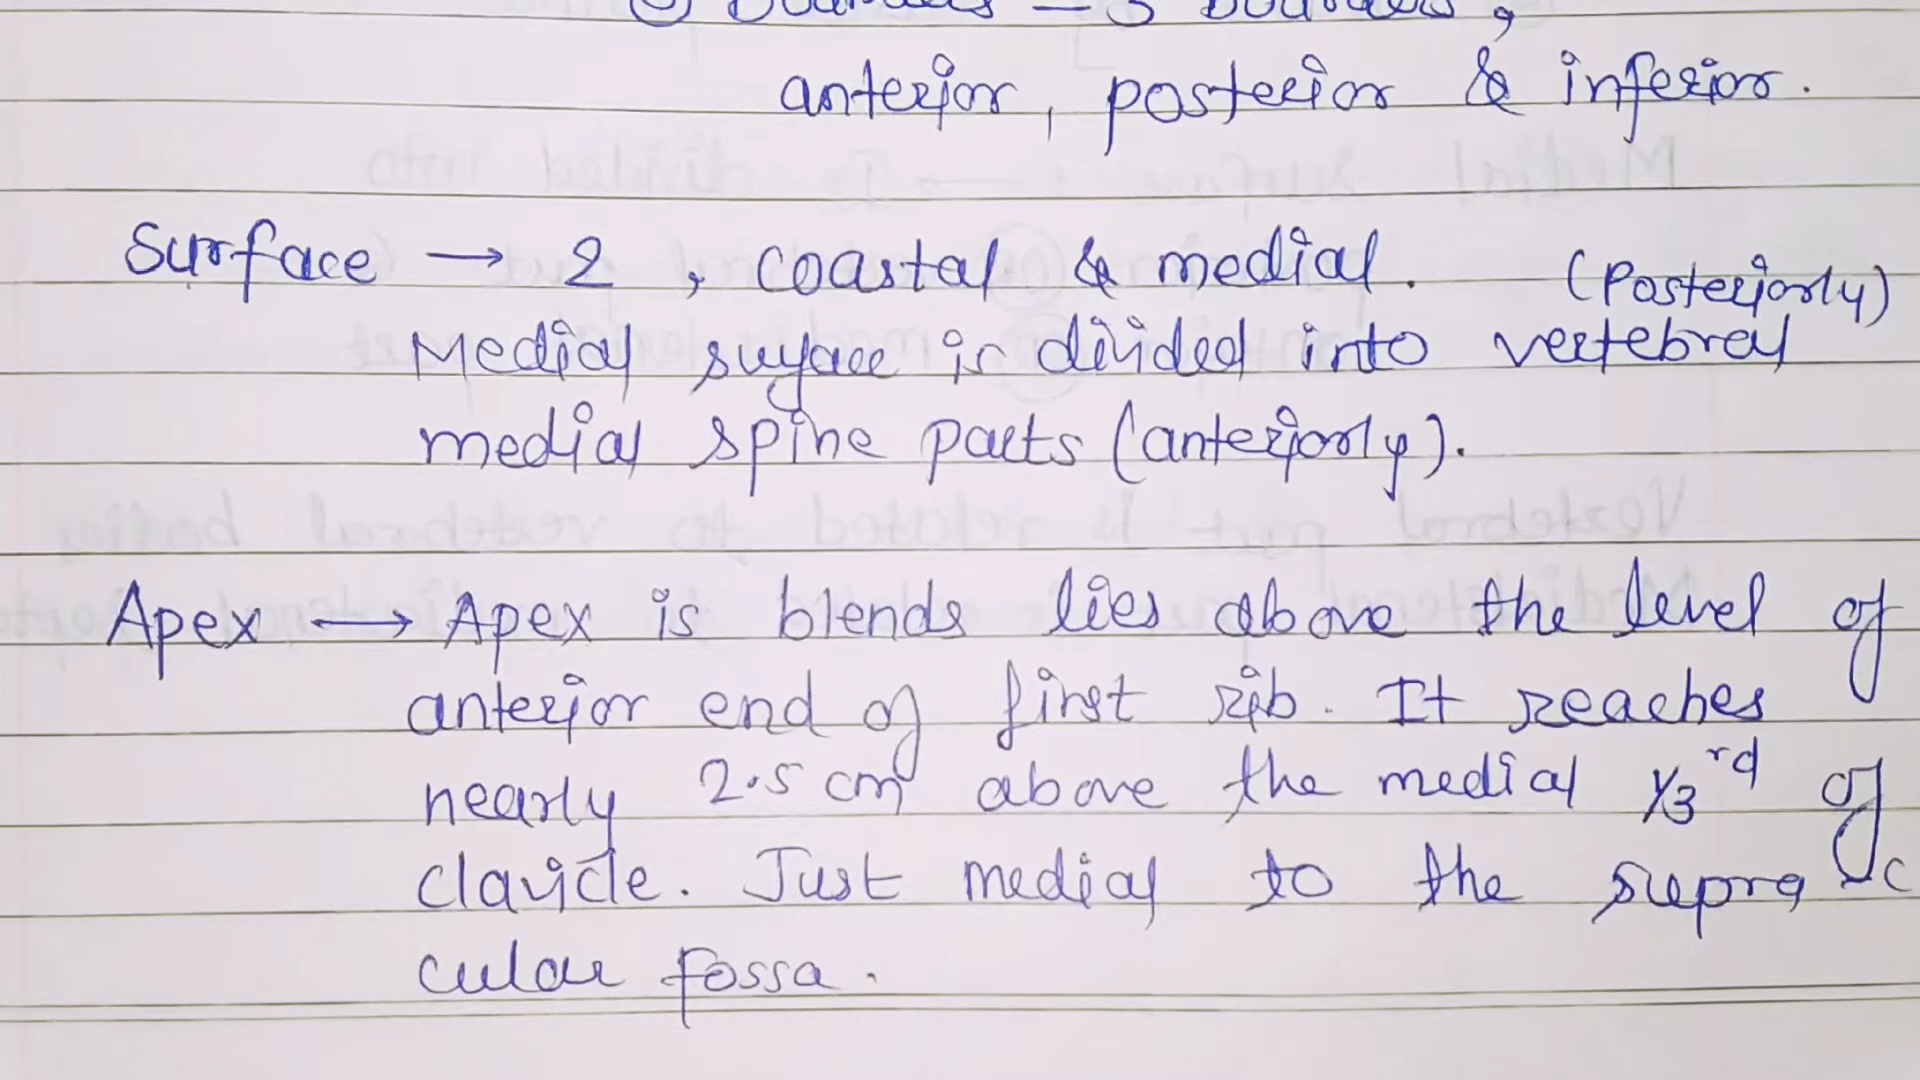 anterior, posterior & inferior.
Surface → 2, coastal & medial. (Posteriorly)
Medial surface is divided into vertebral
medial spine parts (anteriorly).
Apex → Apex is blends lies above the level of
anterior end of first rib. It reaches
nearly 2.5 cm above the medial 1/3rd of
clavicle. Just medial to the supra c
cular fossa.